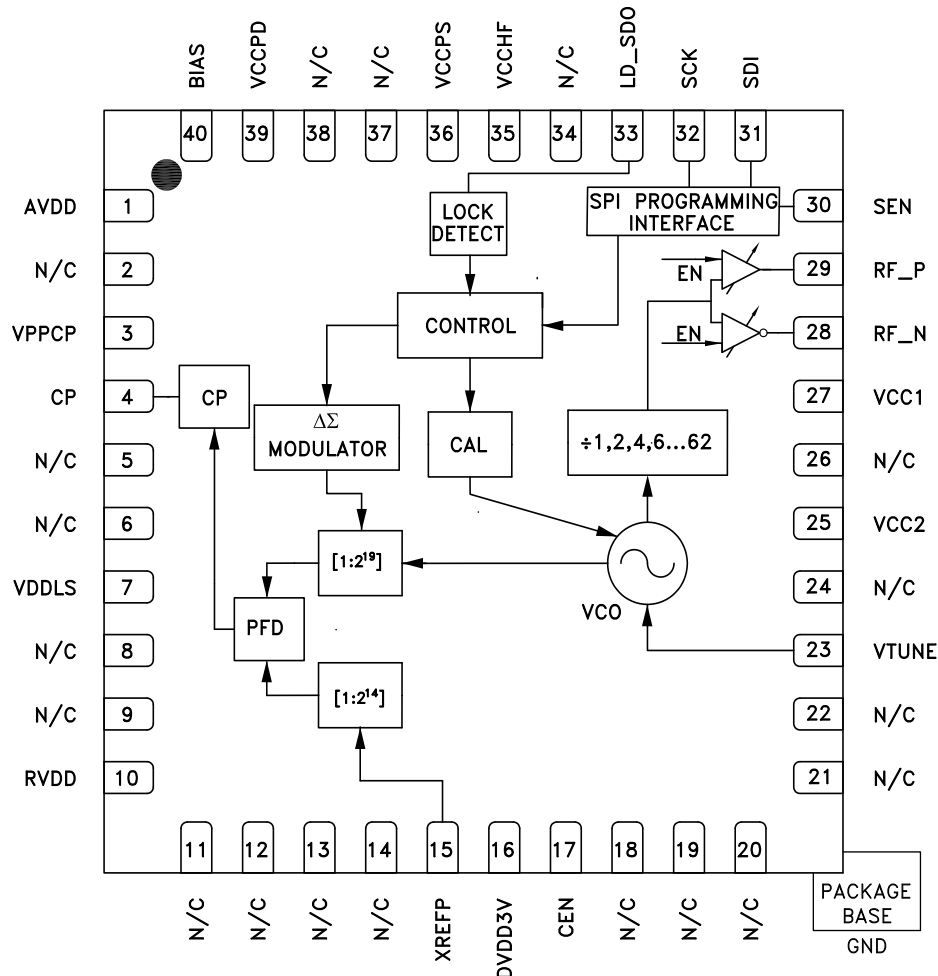 BIAS
VCCPD
N/C
N/C
VCCPS
VCCHF
N/C
LD_SDO
SCK
SDI
40
39
38
37
36
35
34
33
32
31
AVDD 1
N/C 2
VPPCP 3
CP 4
N/C 5
N/C 6
VDDLS 7
N/C 8
N/C 9
RVDD 10
LOCK
DETECT
SPI PROGRAMMING
INTERFACE
CONTROL
EN
EN
CP
ΔΣ
MODULATOR
CAL
÷1,2,4,6...62
[1:2¹⁹]
VCO
PFD
[1:2¹⁴]
30 SEN
29 RF_P
28 RF_N
27 VCC1
26 N/C
25 VCC2
24 N/C
23 VTUNE
22 N/C
21 N/C
11
12
13
14
15
16
17
18
19
20
N/C
N/C
N/C
N/C
XREFP
DVDD3V
CEN
N/C
N/C
N/C
PACKAGE
BASE
GND